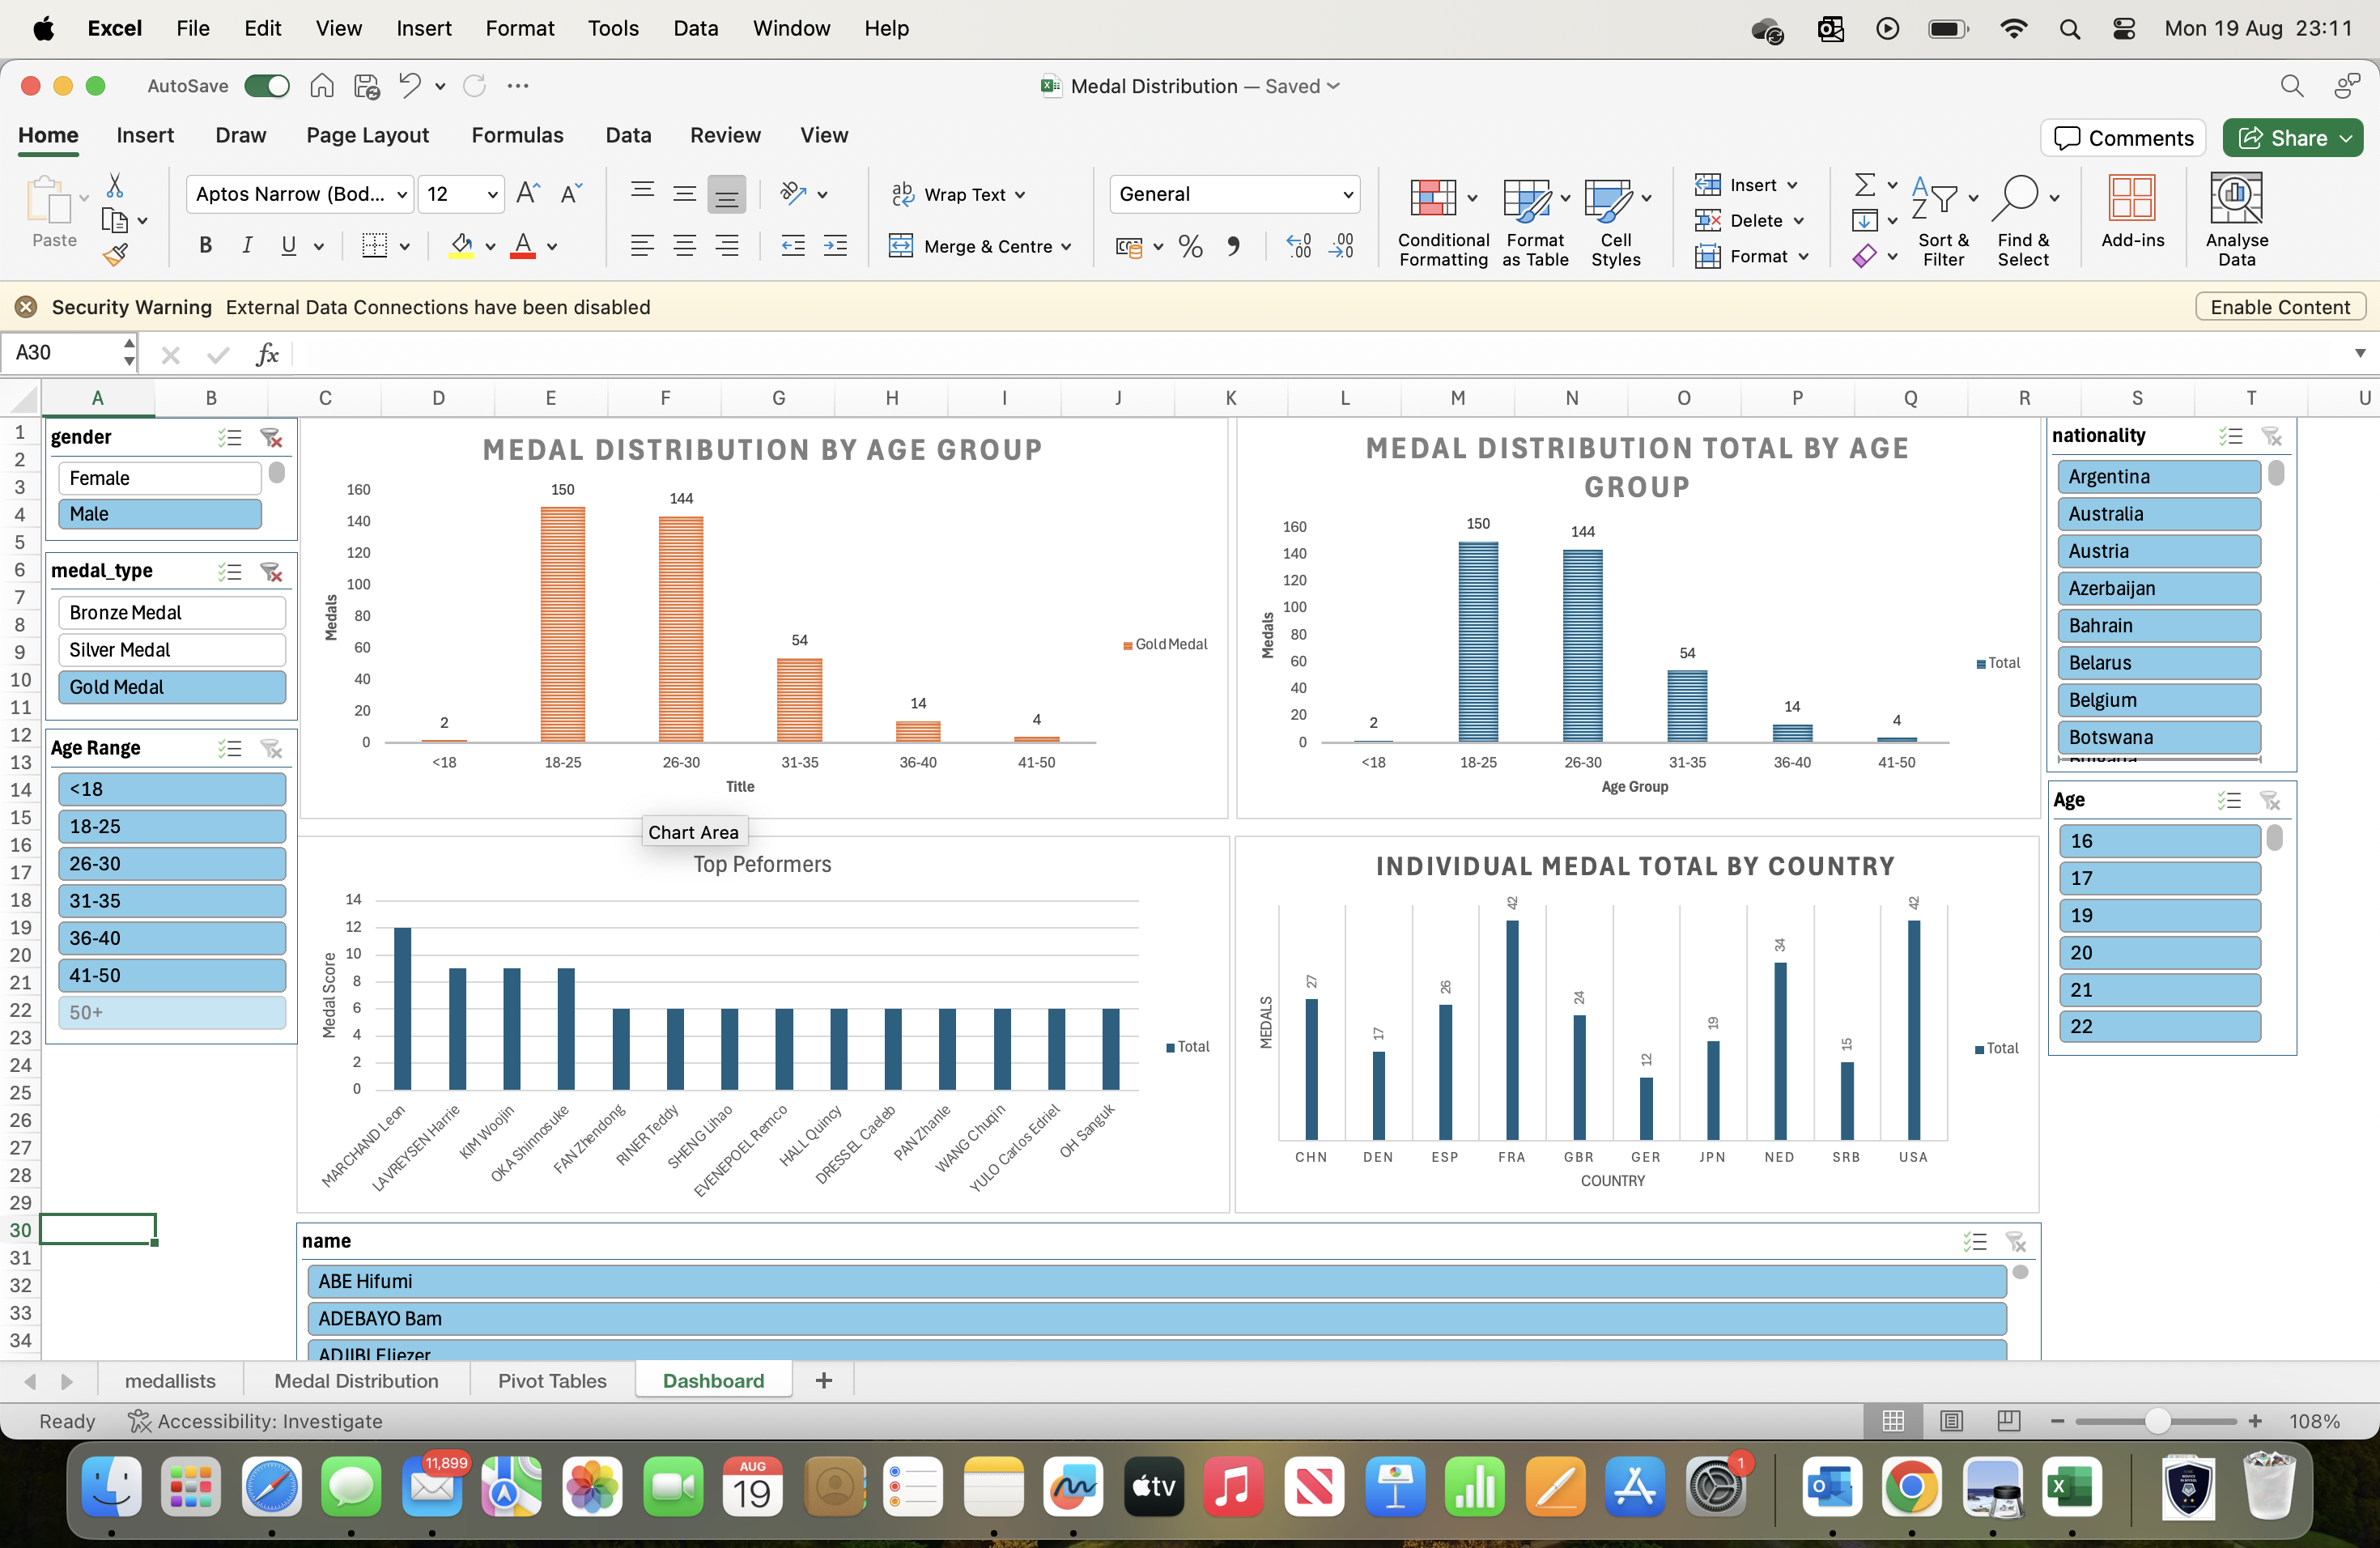 Excel File Edit View Insert Format Tools Data Window Help Mon 19 Aug 23:11
AutoSave Medal Distribution — Saved
Home Insert Draw Page Layout Formulas Data Review View Comments Share
Paste Aptos Narrow (Bod... 12 A A Wrap Text General Insert
Delete
B I U A Merge & Centre % Format
Conditional Formatting Format as Table Cell Styles Sort & Filter Find & Select Add-ins Analyse Data
Security Warning External Data Connections have been disabled Enable Content
A30 fx
A B C D E F G H I J K L M N O P Q R S T U
1
2
3
4
5
6
7
8
9
10
11
12
13
14
15
16
17
18
19
20
21
22
23
24
25
26
27
28
29
30
31
32
33
34
gender
Female
Male
medal_type
Bronze Medal
Silver Medal
Gold Medal
Age Range
<18
18-25
26-30
31-35
36-40
41-50
50+
MEDAL DISTRIBUTION BY AGE GROUP
160
140
120
100
80
60
40
20
0
Medals
2 150 144 54 14 4
<18 18-25 26-30 31-35 36-40 41-50
Title
Gold Medal
MEDAL DISTRIBUTION TOTAL BY AGE
GROUP
160
140
120
100
80
60
40
20
0
Medals
2 150 144 54 14 4
<18 18-25 26-30 31-35 36-40 41-50
Age Group
Total
nationality
Argentina
Australia
Austria
Azerbaijan
Bahrain
Belarus
Belgium
Botswana
Age
16
17
19
20
21
22
Chart Area
Top Peformers
14
12
10
8
6
4
2
0
Medal Score
MARCHAND Leon
LAVREYSEN Harrie
KIM Woojin
OKA Shinnosuke
FAN Zhendong
RINER Teddy
SHENG Lihao
EVENEPOEL Remco
HALL Quincy
DRESSEL Caeleb
PAN Zhanle
WANG Chuqin
YULO Carlos Edriel
OH Sanguk
Total
INDIVIDUAL MEDAL TOTAL BY COUNTRY
MEDALS
27 17 26 42 24 12 19 34 15 42
CHN DEN ESP FRA GBR GER JPN NED SRB USA
COUNTRY
Total
name
ABE Hifumi
ADEBAYO Bam
ADJIBI Eliezer
medallists Medal Distribution Pivot Tables Dashboard +
Ready Accessibility: Investigate 108%
11,899 AUG 19 tv 1